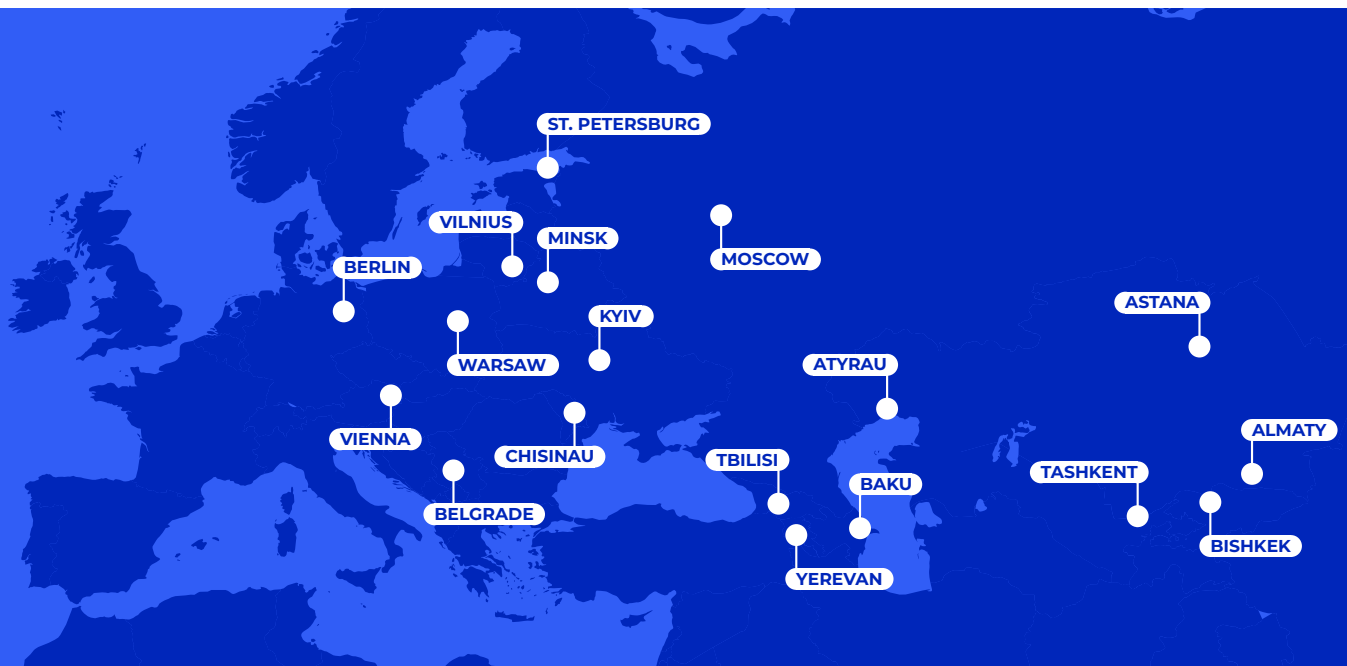 ST. PETERSBURG
VILNIUS
MINSK
MOSCOW
BERLIN
ASTANA
KYIV
WARSAW
ATYRAU
VIENNA
CHISINAU
ALMATY
TBILISI
TASHKENT
BAKU
BELGRADE
BISHKEK
YEREVAN